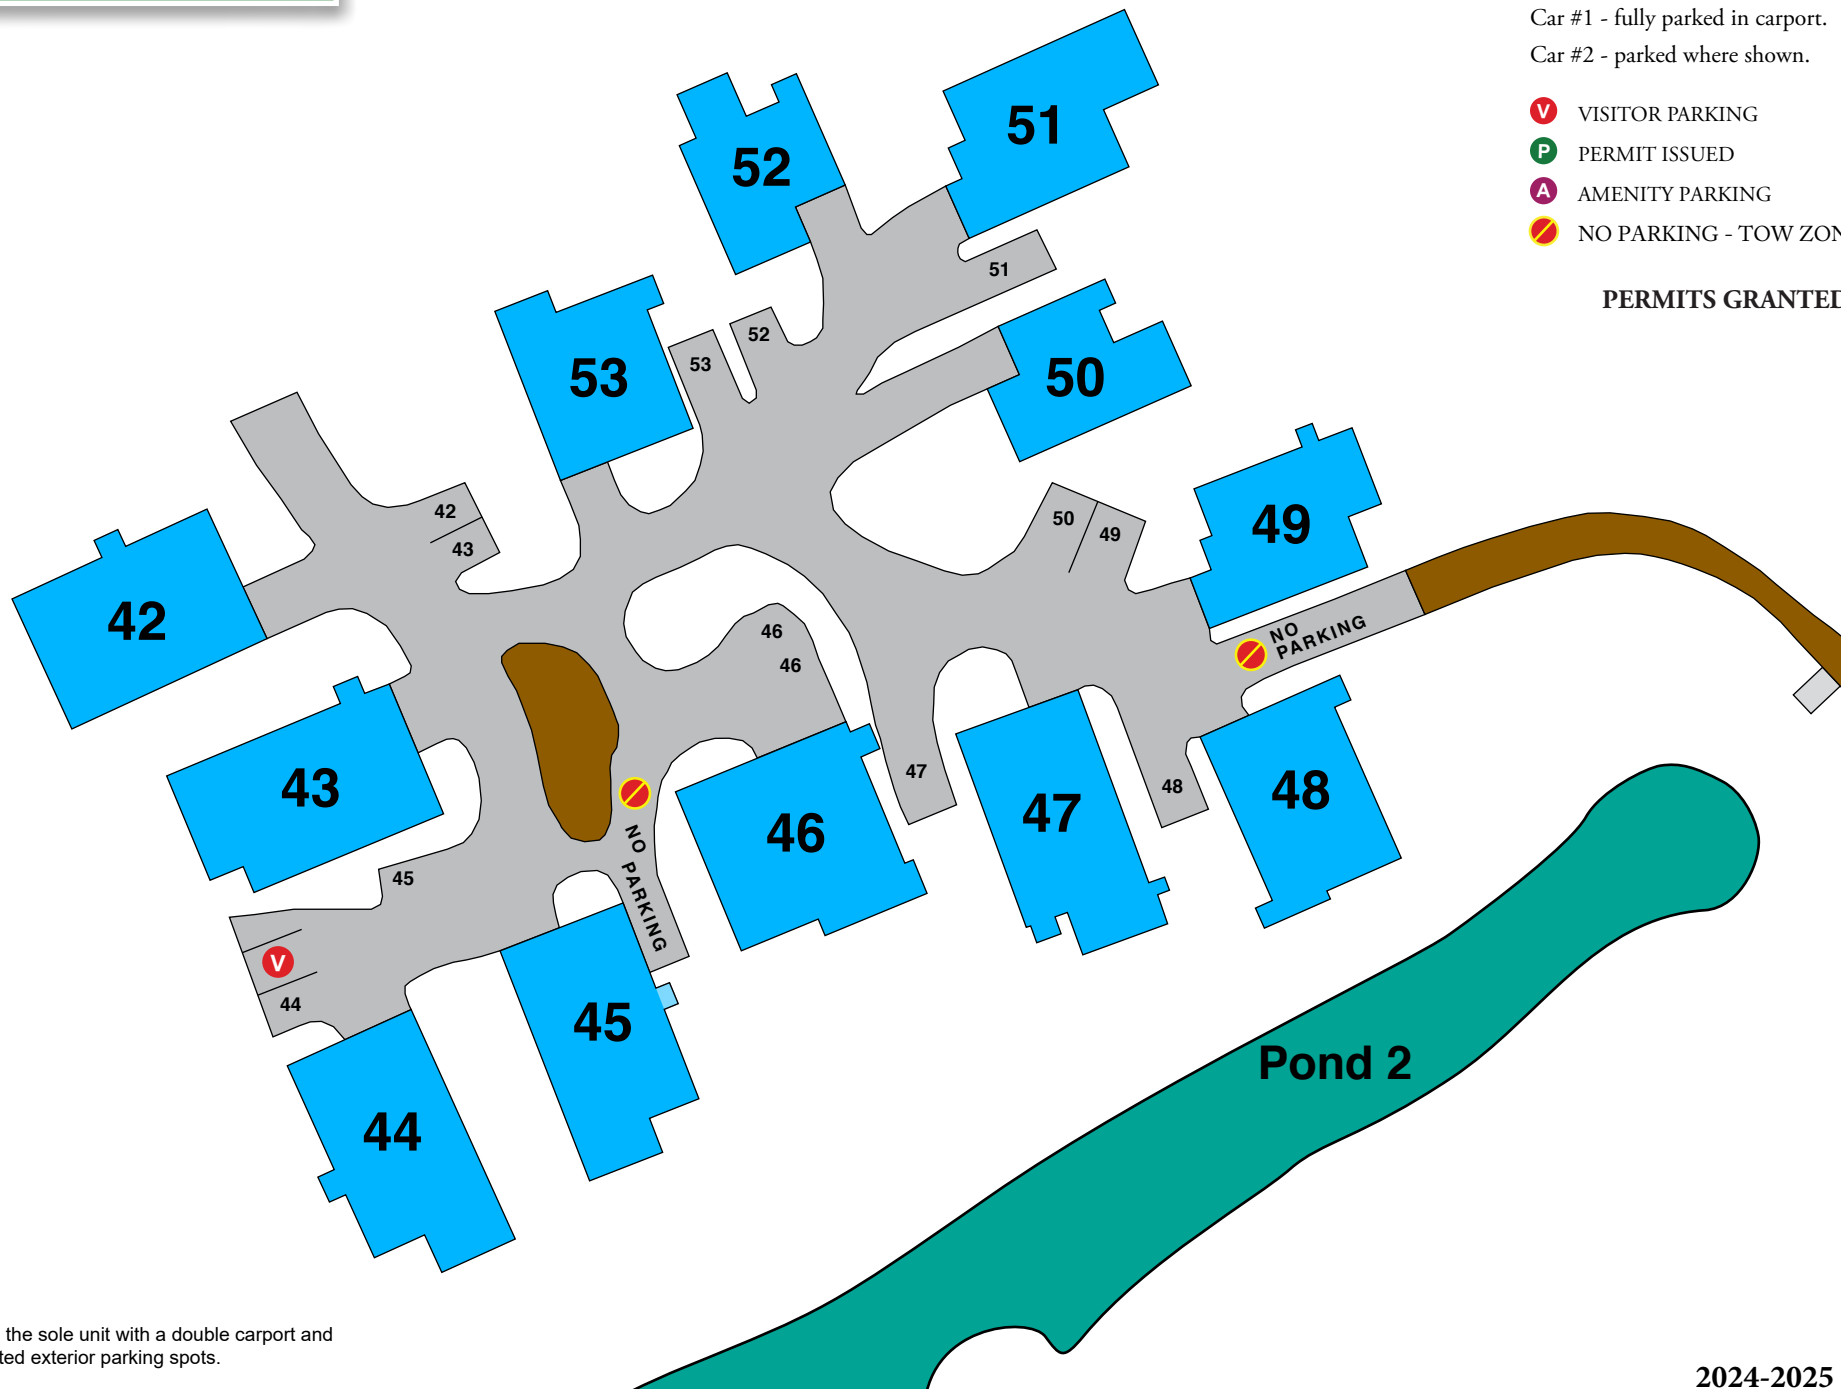 Car #1 - fully parked in carport.
Car #2 - parked where shown.
V VISITOR PARKING
P PERMIT ISSUED
A AMENITY PARKING
NO PARKING - TOW ZON
PERMITS GRANTED
51
52
51
52
53
53
50
42
43
50
49
49
42
NO
PARKING
46
46
43
47
48
48
47
46
NO PARKING
45
V
44
45
44
Pond 2
the sole unit with a double carport and
ted exterior parking spots.
2024-2025